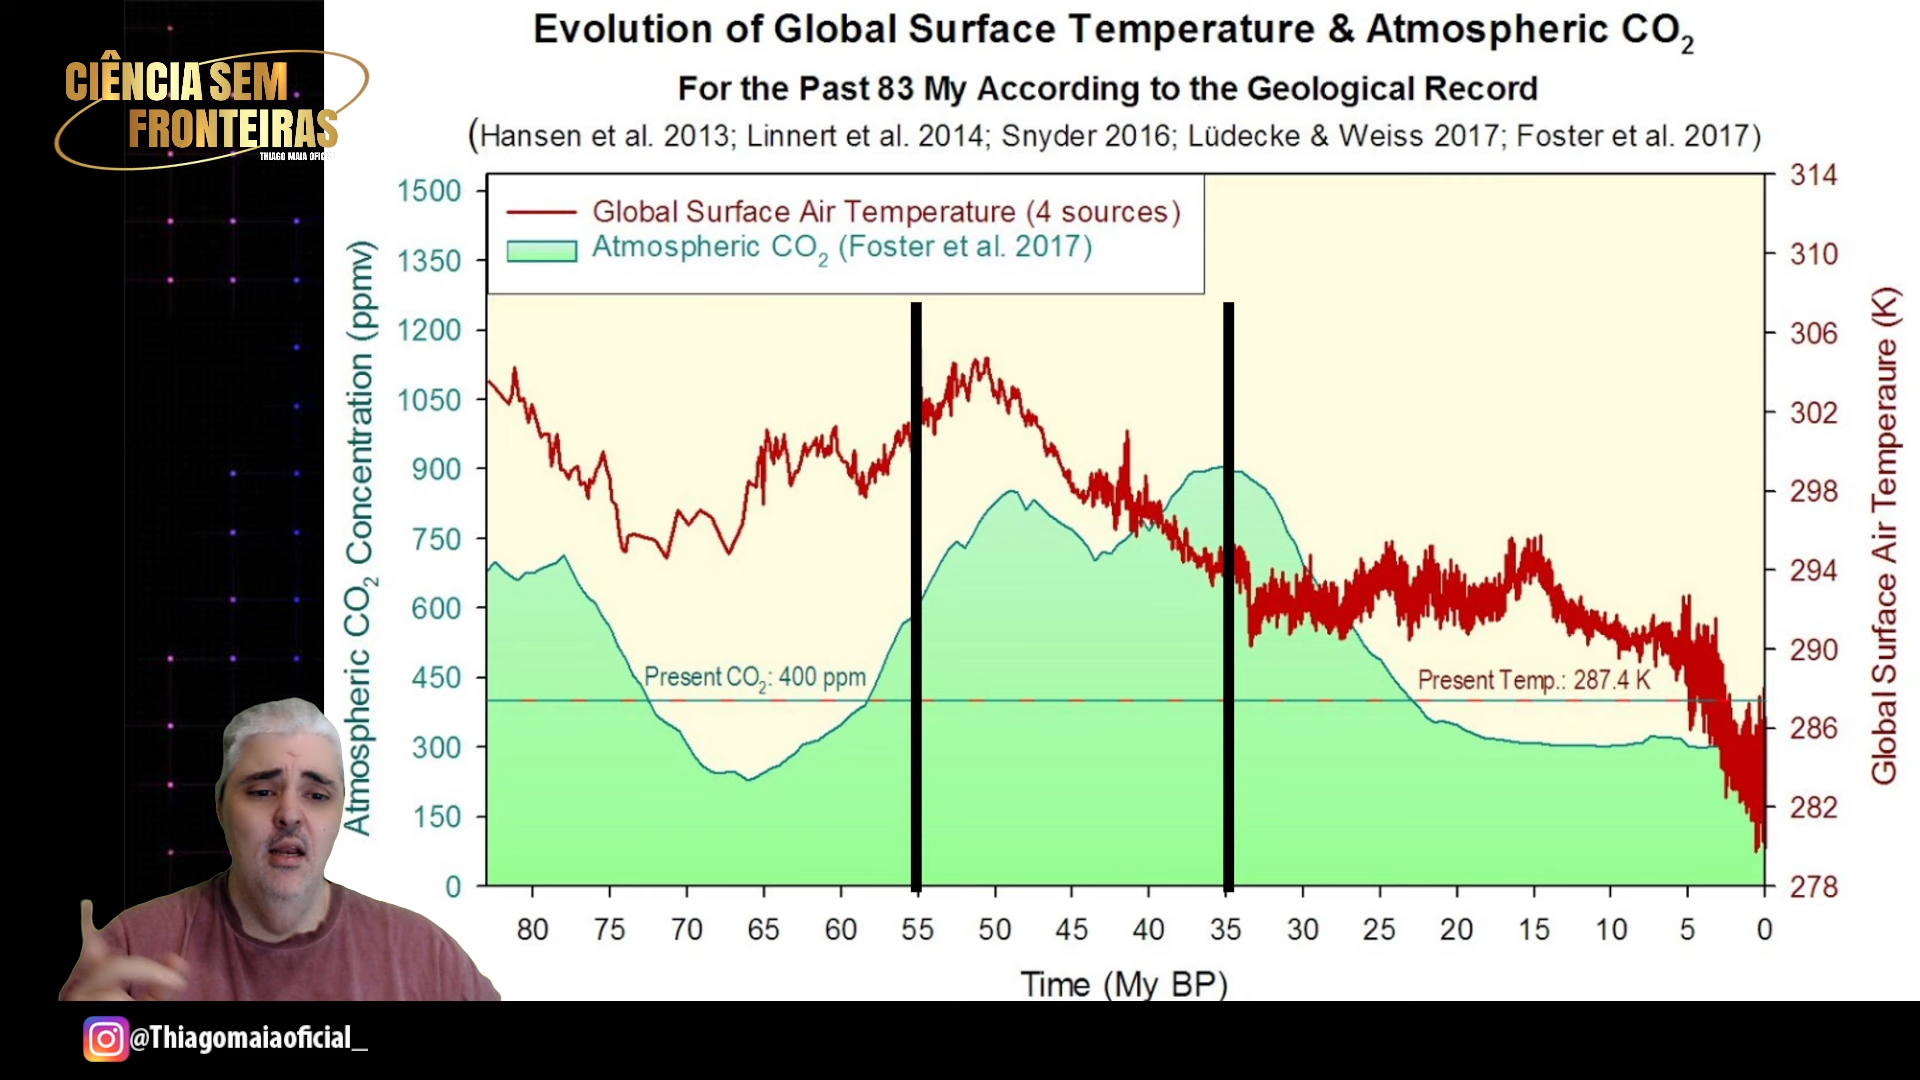 CIÊNCIA SEM
FRONTEIRAS
THIAGO MAIA OFICIAL
Evolution of Global Surface Temperature & Atmospheric CO₂
For the Past 83 My According to the Geological Record
(Hansen et al. 2013; Linnert et al. 2014; Snyder 2016; Lüdecke & Weiss 2017; Foster et al. 2017)
Global Surface Air Temperature (4 sources)
Atmospheric CO₂ (Foster et al. 2017)
Atmospheric CO₂ Concentration (ppmv)
1500
1350
1200
1050
900
750
600
450
300
150
0
Present CO₂: 400 ppm
Present Temp.: 287.4 K
314
310
306
302
298
294
290
286
282
278
Global Surface Air Temperaure (K)
80 75 70 65 60 55 50 45 40 35 30 25 20 15 10 5 0
Time (My BP)
@Thiagomaiaoficial_